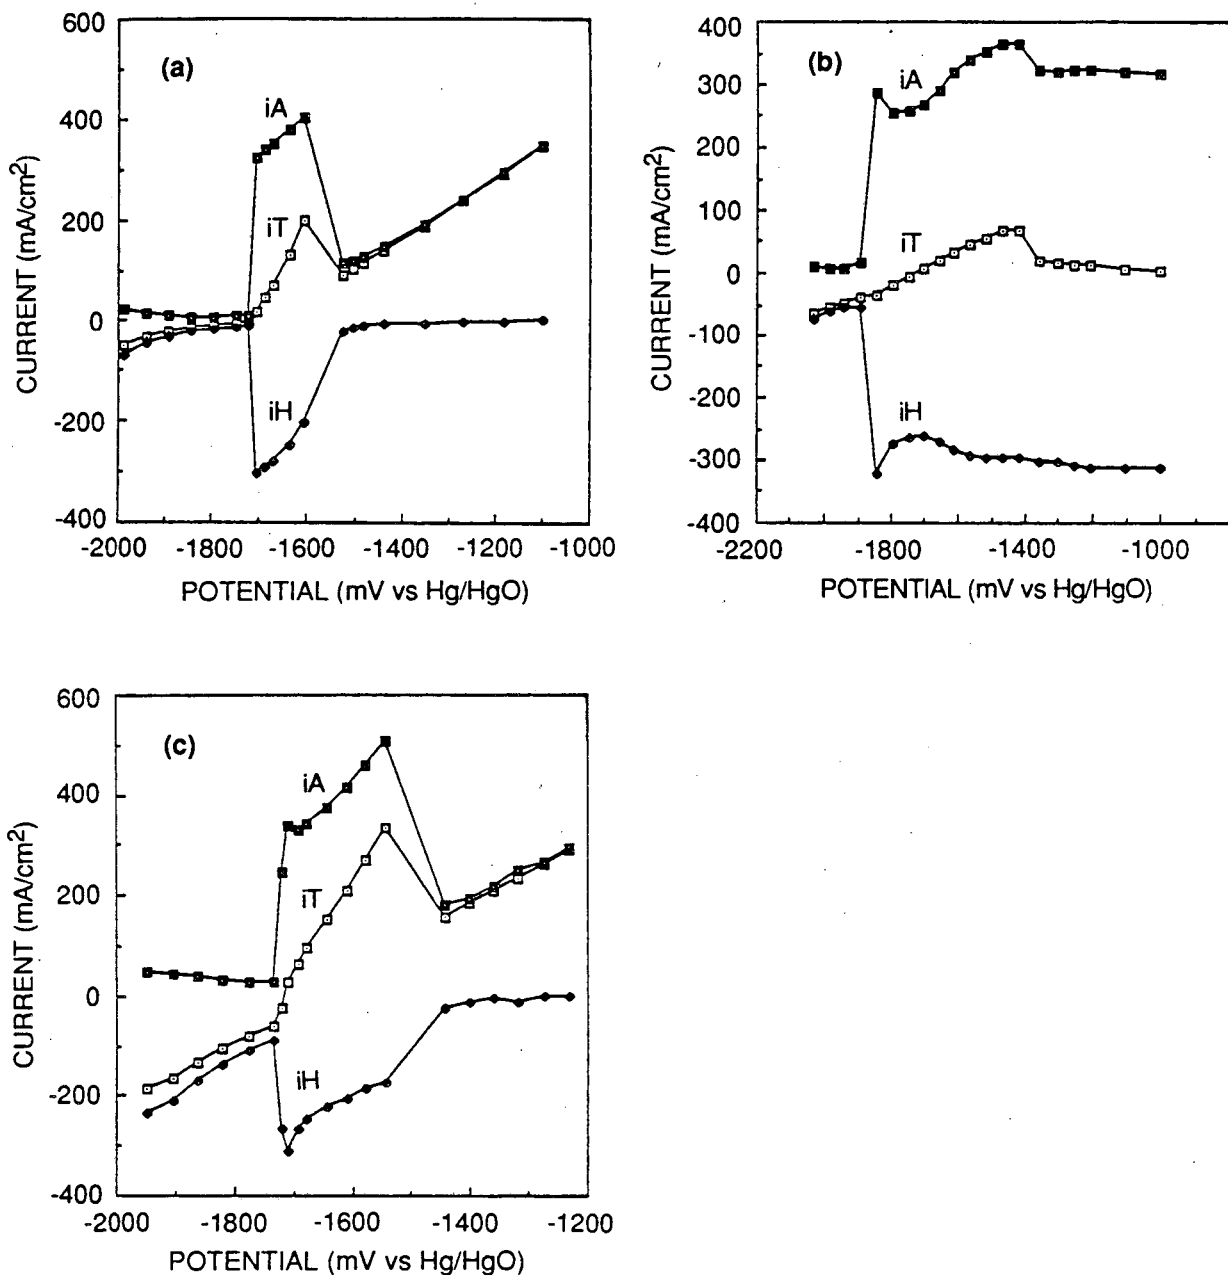 (a)
600
400
200
0
-200
-400
CURRENT (mA/cm2)
iA
iT
iH
-2000 -1800 -1600 -1400 -1200 -1000
POTENTIAL (mV vs Hg/HgO)
(b)
400
300
200
100
0
-100
-200
-300
-400
CURRENT (mA/cm2)
iA
iT
iH
-2200 -1800 -1400 -1000
POTENTIAL (mV vs Hg/HgO)
(c)
600
400
200
0
-200
-400
CURRENT (mA/cm2)
iA
iT
iH
-2000 -1800 -1600 -1400 -1200
POTENTIAL (mV vs Hg/HgO)